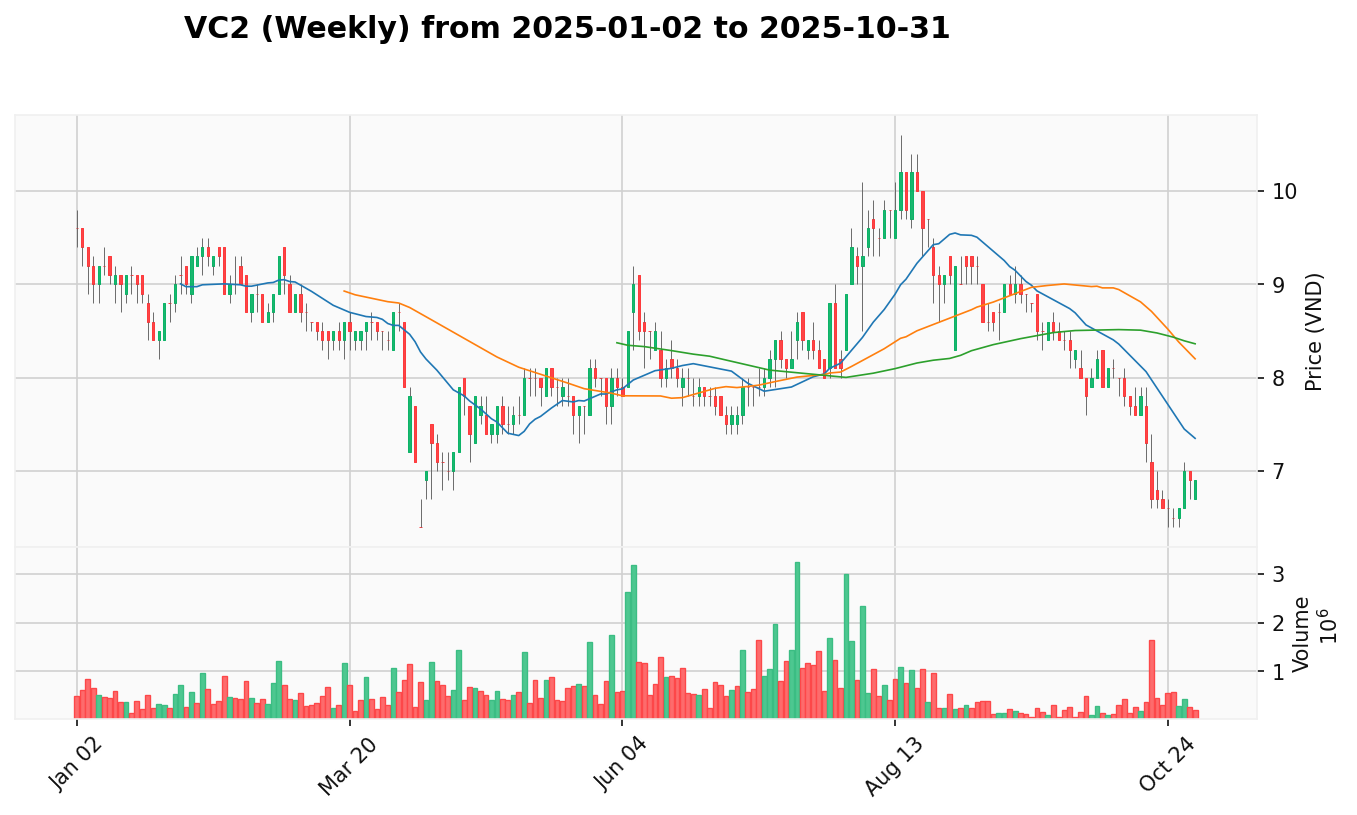 VC2 (Weekly) from 2025-01-02 to 2025-10-31
10
9
8
7
Price (VND)
3
2
1
Volume
10^6
Jan 02
Mar 20
Jun 04
Aug 13
Oct 24